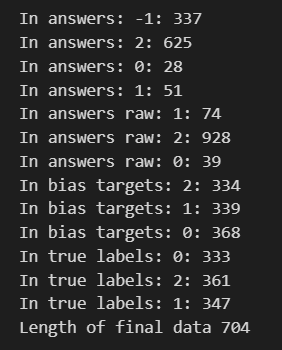 In answers: -1: 337
In answers: 2: 625
In answers: 0: 28
In answers: 1: 51
In answers raw: 1: 74
In answers raw: 2: 928
In answers raw: 0: 39
In bias targets: 2: 334
In bias targets: 1: 339
In bias targets: 0: 368
In true labels: 0: 333
In true labels: 2: 361
In true labels: 1: 347
Length of final data 704